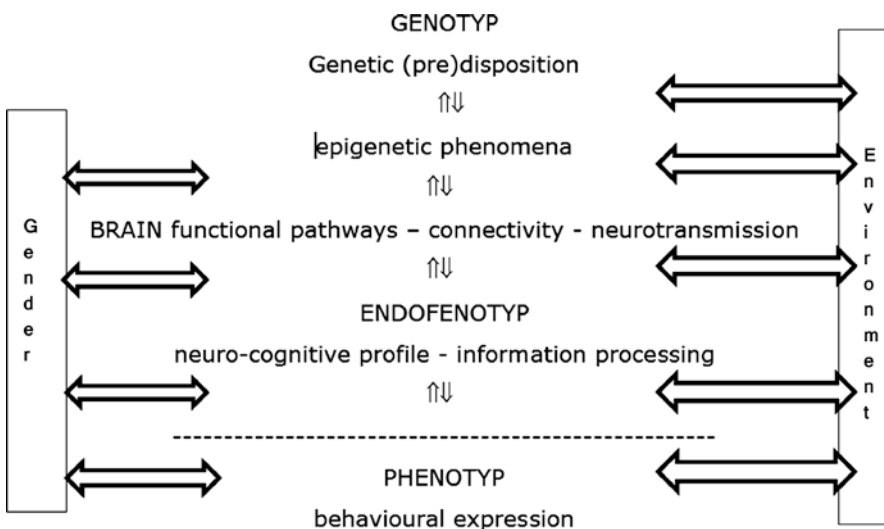 GENOTYP
Genetic (pre)disposition
⇑⇓
epigenetic phenomena
⇑⇓
BRAIN functional pathways – connectivity - neurotransmission
⇑⇓
ENDOFENOTYP
neuro-cognitive profile - information processing
⇑⇓
PHENOTYP
behavioural expression
Gender
Environment